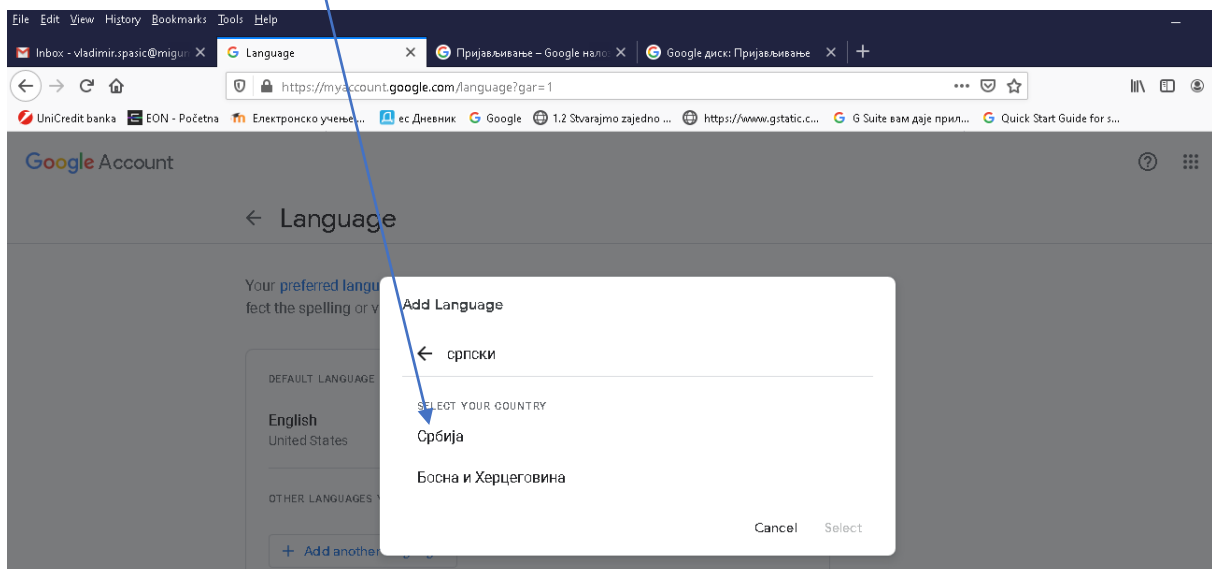 File Edit View History Bookmarks Tools Help
Inbox - vladimir.spasic@migun
Language
Пријављивање – Google нало
Google диск: Пријављивање
https://myaccount.google.com/language?gar=1
UniCredit banka
EON - Početna
Електронско учење...
ес Дневник
Google
1.2 Stvarajmo zajedno ...
https://www.gstatic.c...
G Suite вам даје прил...
Quick Start Guide for s...
Google Account
Language
Your preferred langu
fect the spelling or v
Add Language
српски
DEFAULT LANGUAGE
SELECT YOUR COUNTRY
English
United States
Србија
Босна и Херцеговина
OTHER LANGUAGES
Cancel Select
+ Add another